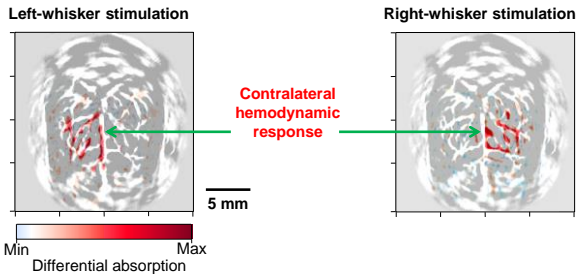 Left-whisker stimulation
Right-whisker stimulation
Contralateral
hemodynamic
response
5 mm
Min
Max
Differential absorption